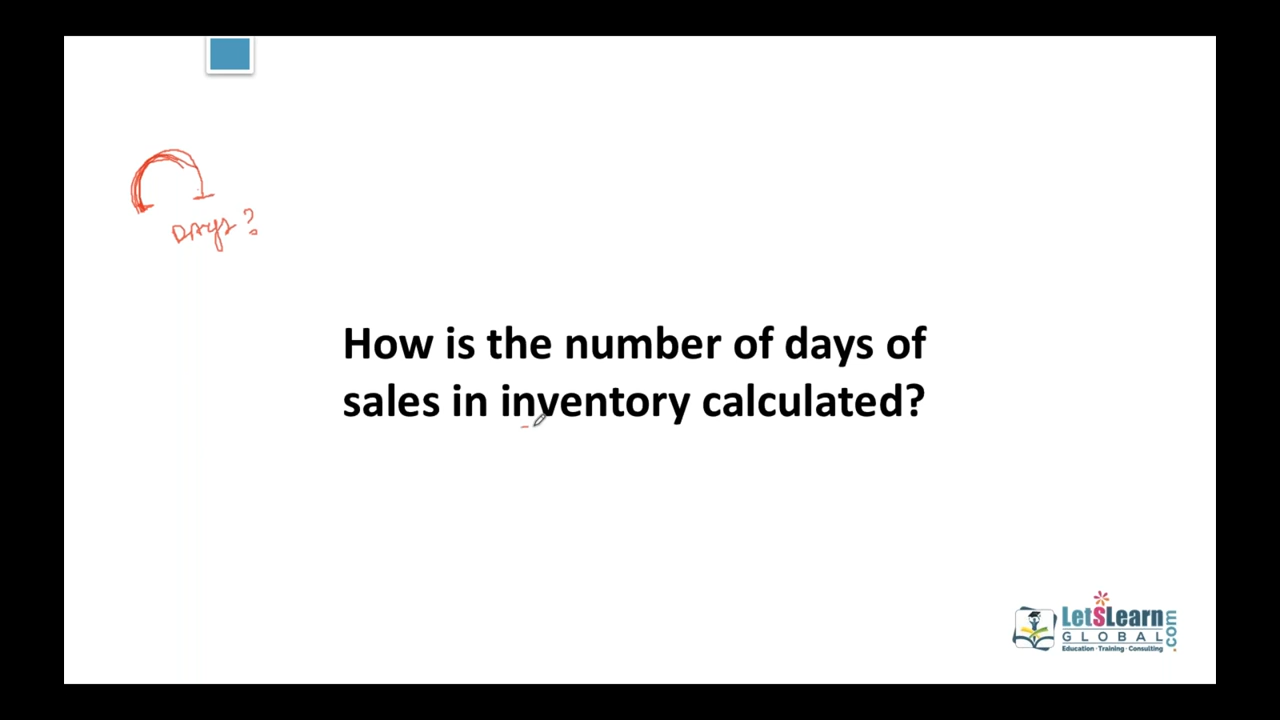 Days?
How is the number of days of
sales in inventory calculated?
LetSLearn
GLOBAL
.com
Education · Training · Consulting